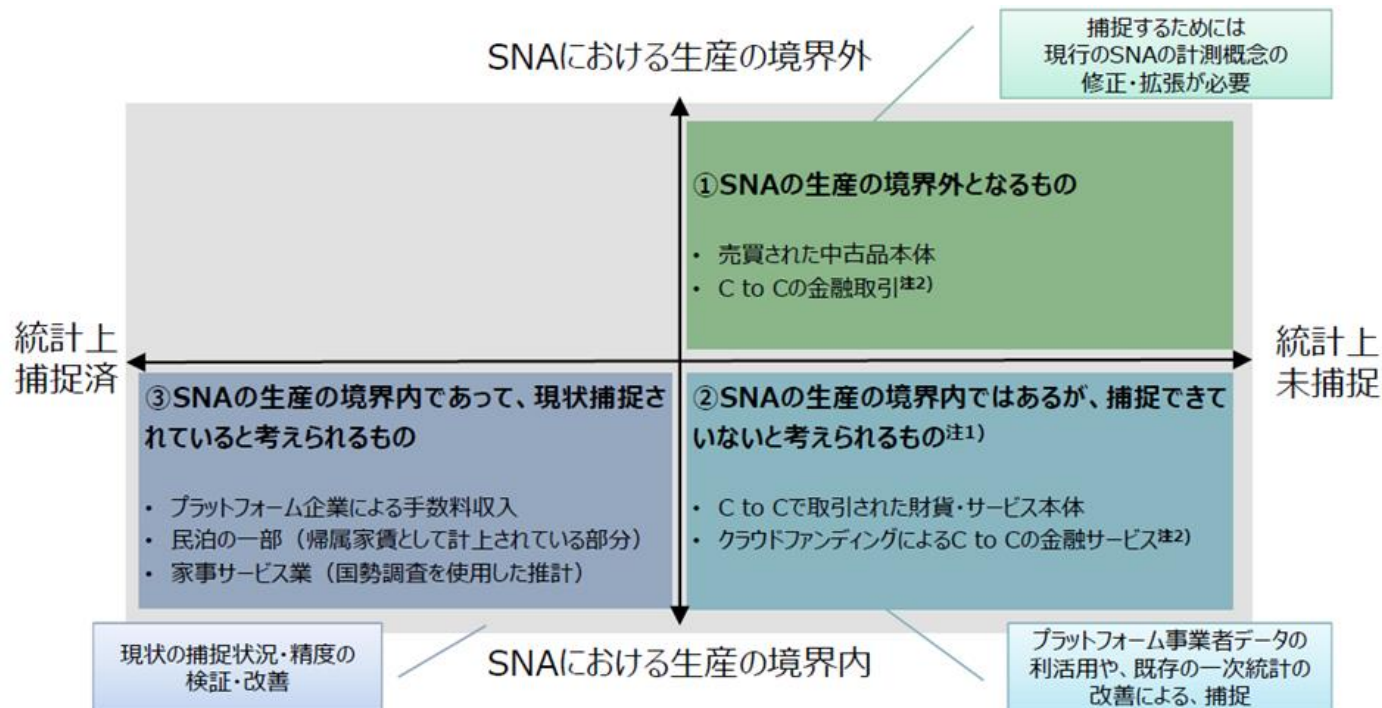 SNAにおける生産の境界外
捕捉するためには
現行のSNAの計測概念の
修正・拡張が必要
①SNAの生産の境界外となるもの
• 売買された中古品本体
• C to Cの金融取引注2)
統計上
捕捉済
統計上
未捕捉
③SNAの生産の境界内であって、現状捕捉さ
れていると考えられるもの
• プラットフォーム企業による手数料収入
• 民泊の一部（帰属家賃として計上されている部分）
• 家事サービス業（国勢調査を使用した推計）
②SNAの生産の境界内ではあるが、捕捉できて
いないと考えられるもの注1)
• C to Cで取引された財貨・サービス本体
• クラウドファンディングによるC to Cの金融サービス注2)
現状の捕捉状況・精度の
検証・改善
SNAにおける生産の境界内
プラットフォーム事業者データの
利活用や、既存の一次統計の
改善による、捕捉